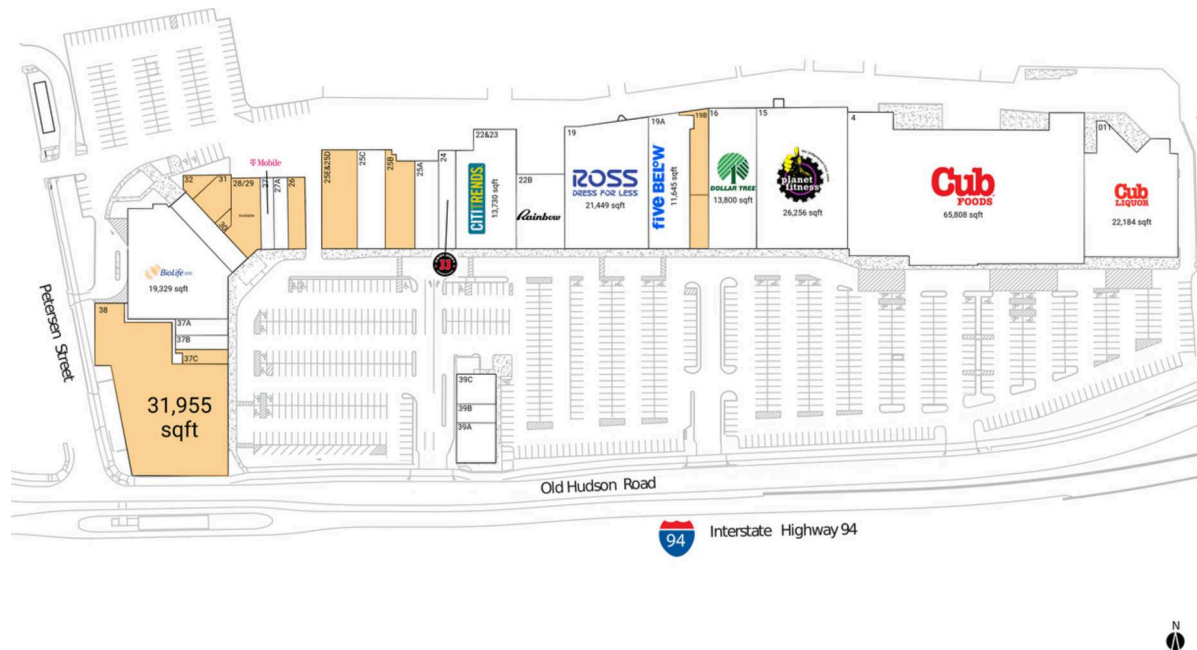 T Mobile
32
31
30
28/29
Available
27
27A
26
25E&25D
25C
25B
25A
24
22&23
CITITRENDS
13,730 sqft
22B
Rainbow
19
ROSS
DRESS FOR LESS
21,449 sqft
19A
five BELOW
11,645 sqft
19B
16
DOLLAR TREE
13,800 sqft
15
planet
fitness
26,256 sqft
4
Cub
FOODS
65,808 sqft
011
Cub
LIQUOR
22,184 sqft
JJ
BioLife
19,329 sqft
38
37A
37B
37C
31,955
sqft
39C
39B
39A
Petersen Street
Old Hudson Road
94
Interstate Highway 94
N